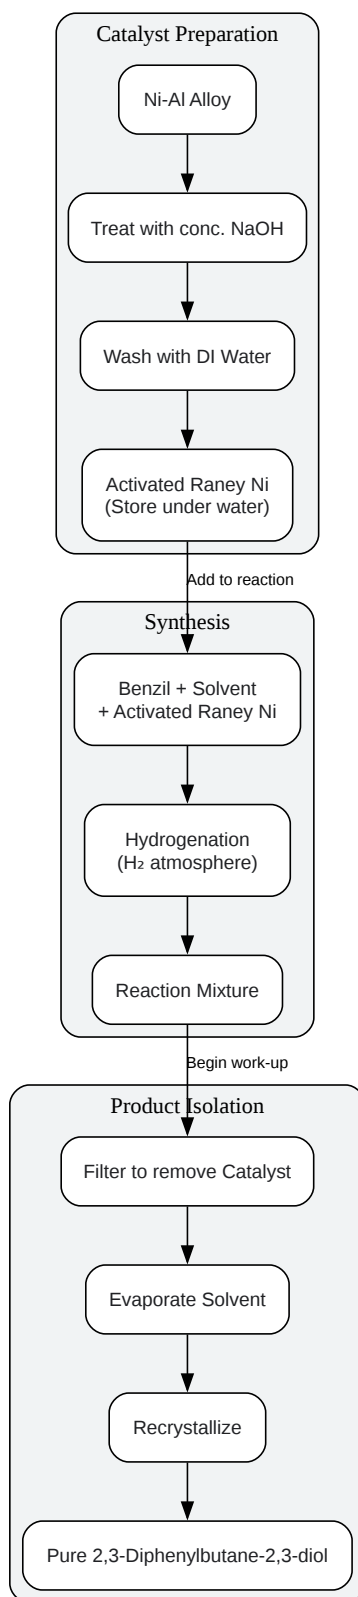 Catalyst Preparation
Ni-Al Alloy
Treat with conc. NaOH
Wash with DI Water
Activated Raney Ni
(Store under water)
Add to reaction
Synthesis
Benzil + Solvent
+ Activated Raney Ni
Hydrogenation
(H₂ atmosphere)
Reaction Mixture
Begin work-up
Product Isolation
Filter to remove Catalyst
Evaporate Solvent
Recrystallize
Pure 2,3-Diphenylbutane-2,3-diol